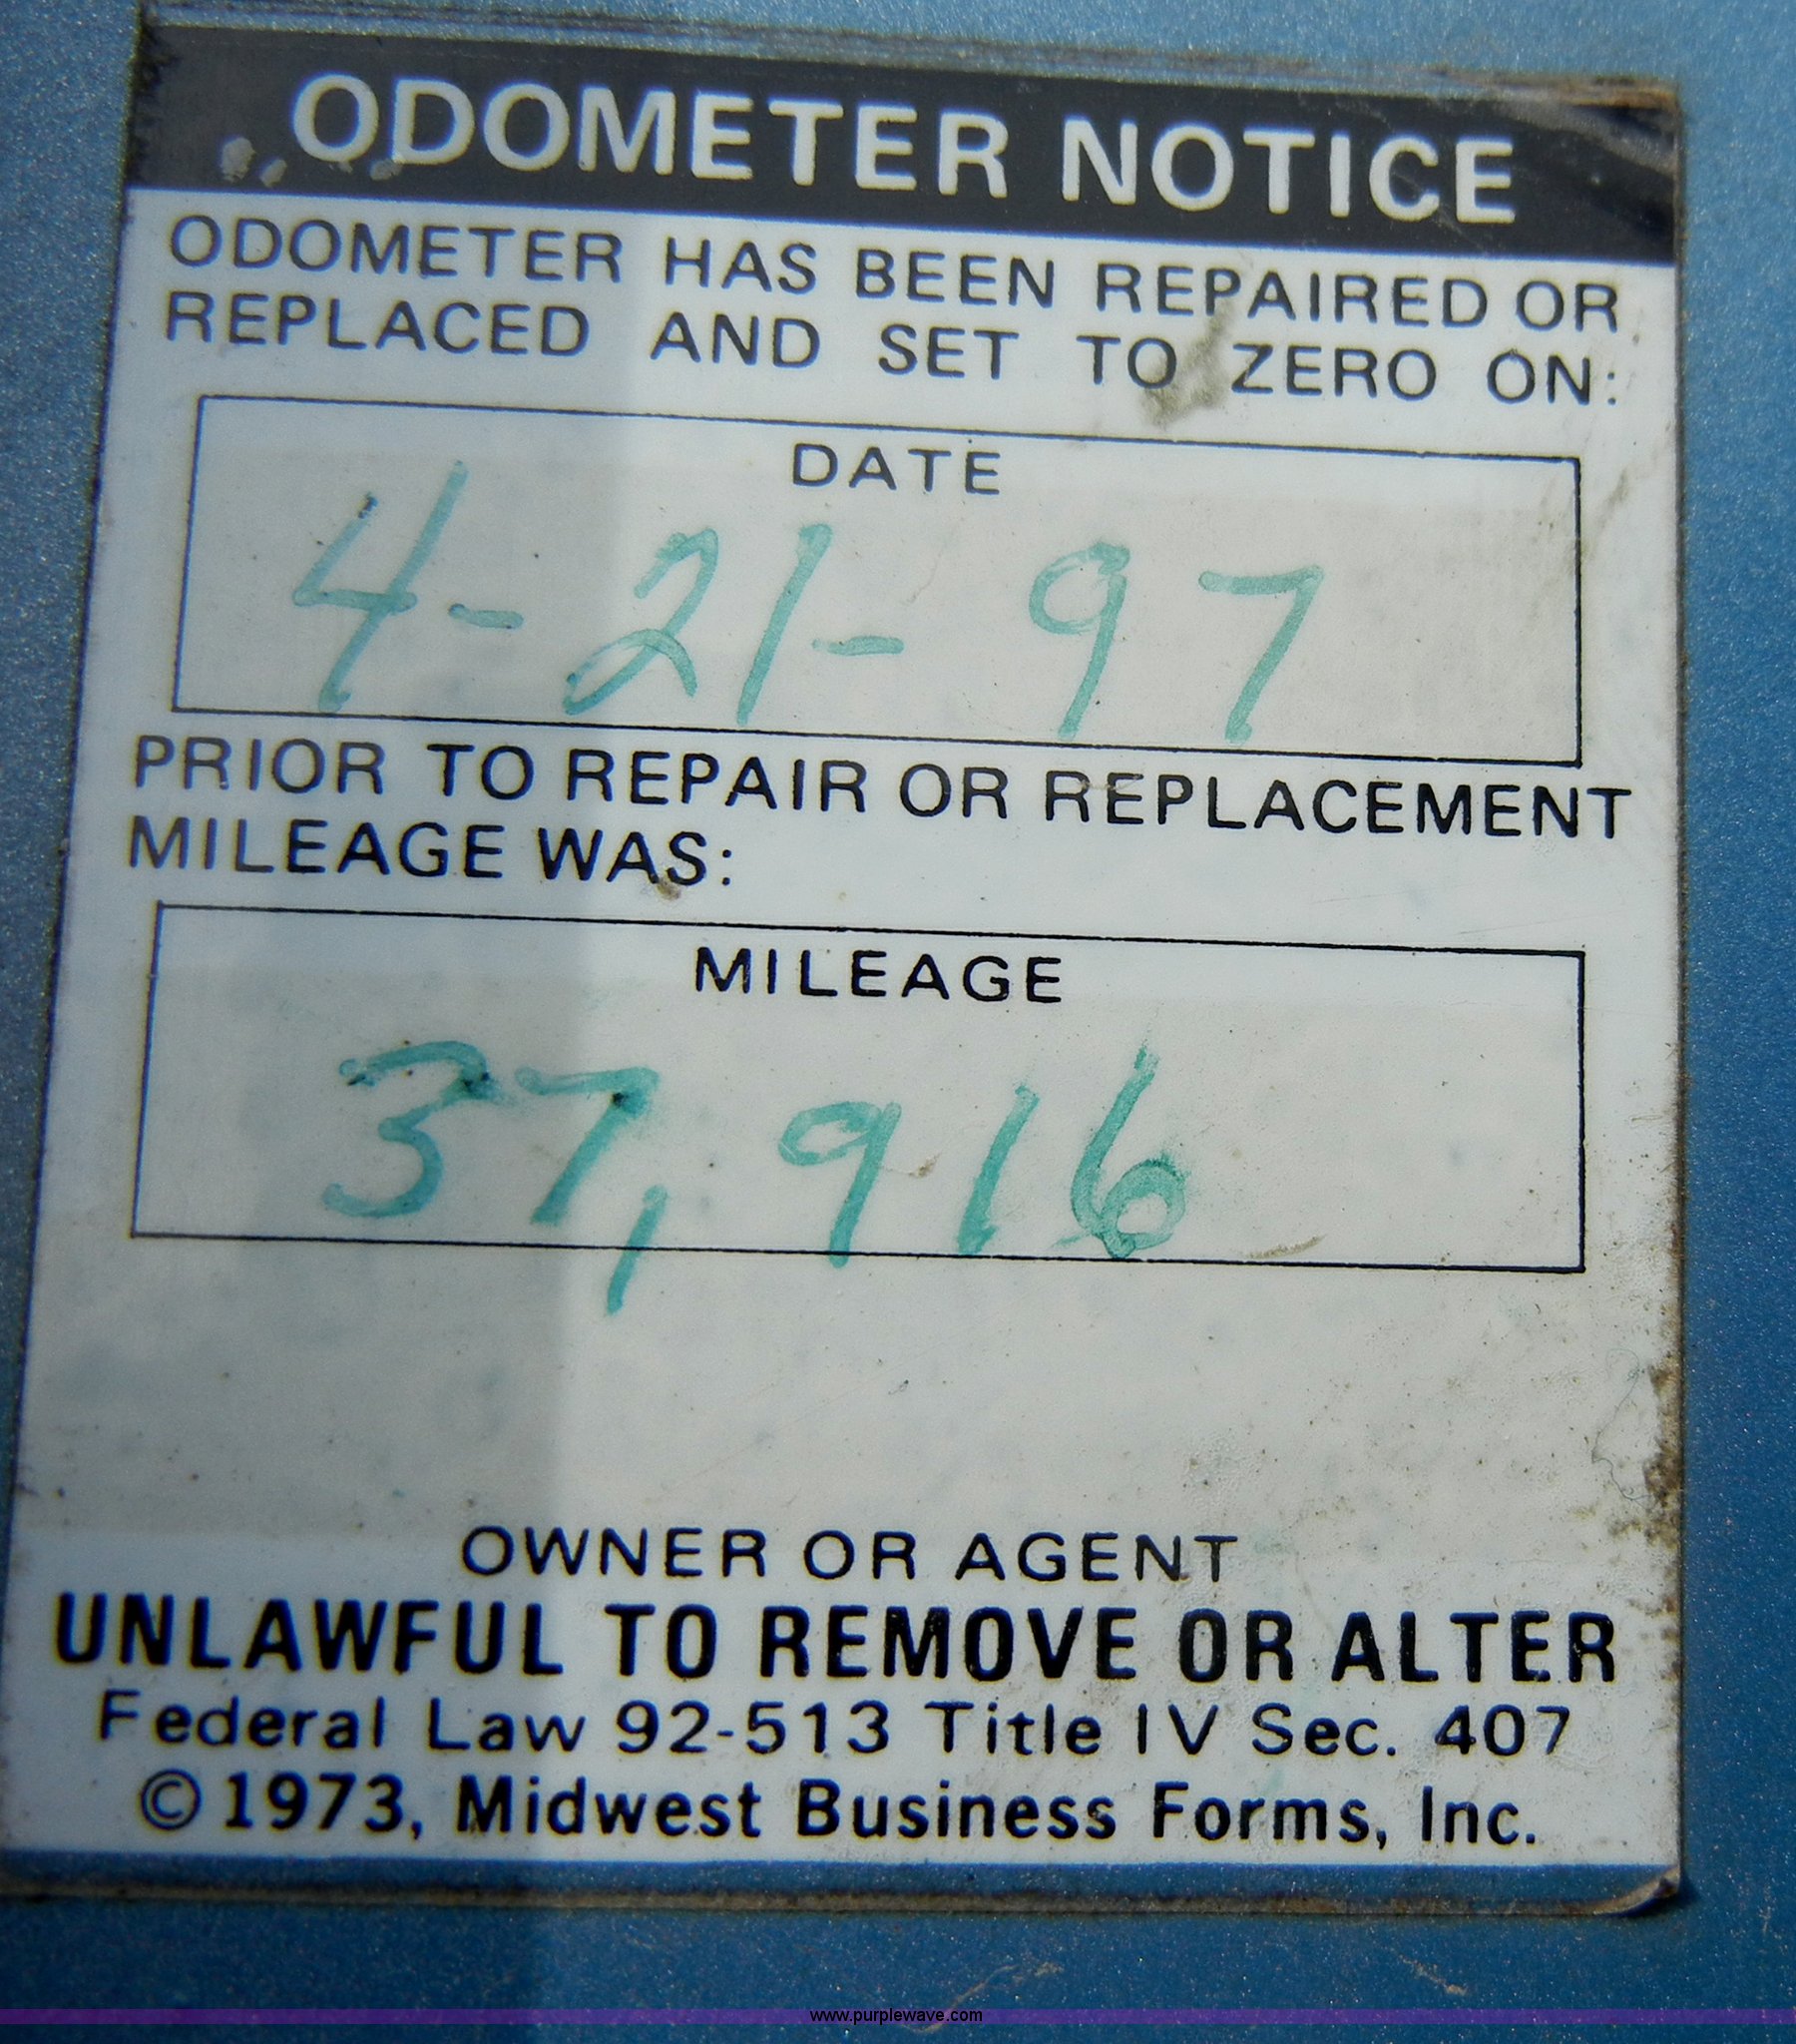 ODOMETER NOTICE
ODOMETER HAS BEEN REPAIRED OR
REPLACED AND SET TO ZERO ON:
DATE
4-21-97
PRIOR TO REPAIR OR REPLACEMENT
MILEAGE WAS:
MILEAGE
37,916
OWNER OR AGENT
UNLAWFUL TO REMOVE OR ALTER
Federal Law 92-513 Title IV Sec. 407
©1973, Midwest Business Forms, Inc.
www.purplewave.com